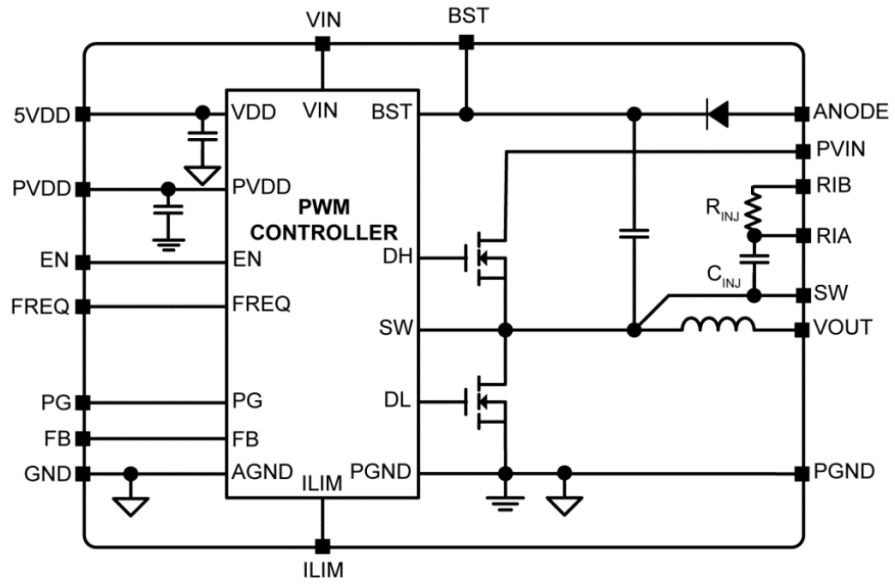 VIN
BST
5VDD
VDD
VIN
BST
ANODE
PVIN
PVDD
PVDD
RIB
PWM
CONTROLLER
R_INJ
RIA
EN
EN
DH
C_INJ
FREQ
FREQ
SW
SW
VOUT
PG
PG
DL
FB
FB
GND
AGND
PGND
PGND
ILIM
ILIM